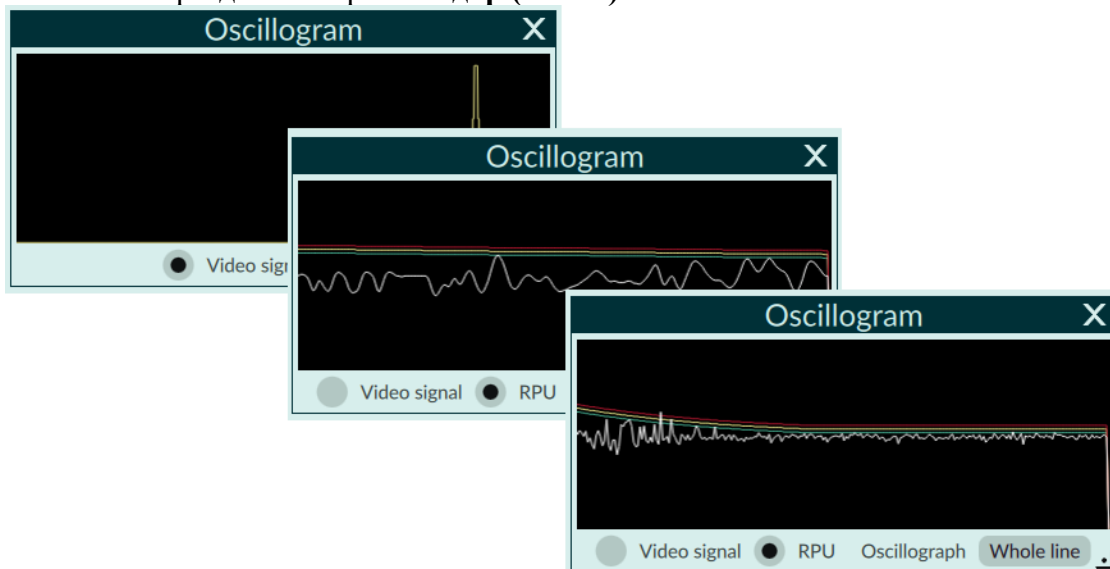 Oscillogram X
Video sig
Oscillogram X
Video signal RPU
Oscillogram X
Video signal RPU Oscillograph Whole line